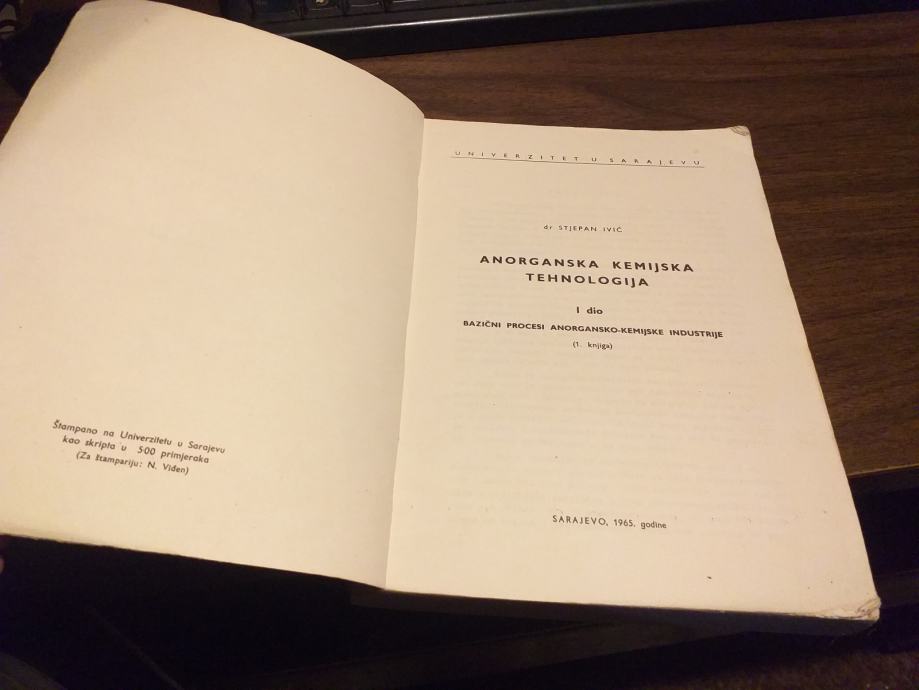 Štampano na Univerzitetu u Sarajevu
kao skripta u 500 primjeraka
(Za štampariju: N. Viđen)
UNIVERZITET U SARAJEVU
dr STJEPAN IVIĆ
ANORGANSKA KEMIJSKA
TEHNOLOGIJA
I dio
BAZIČNI PROCESI ANORGANSKO-KEMIJSKE INDUSTRIJE
(1. knjiga)
SARAJEVO, 1965. godine